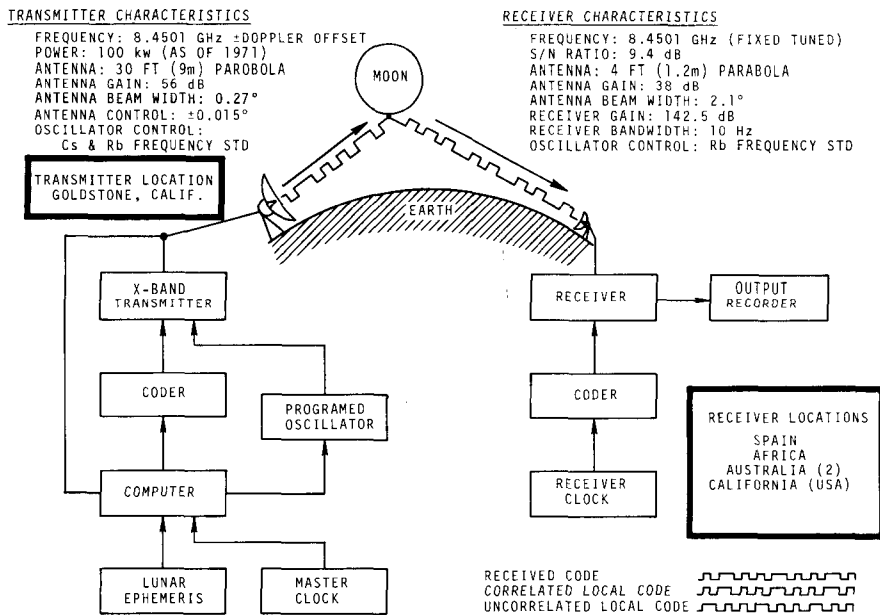 TRANSMITTER CHARACTERISTICS
FREQUENCY: 8.4501 GHz ±DOPPLER OFFSET
POWER: 100 kw (AS OF 1971)
ANTENNA: 30 FT (9m) PAROBOLA
ANTENNA GAIN: 56 dB
ANTENNA BEAM WIDTH: 0.27°
ANTENNA CONTROL: ±0.015°
OSCILLATOR CONTROL:
Cs & Rb FREQUENCY STD
TRANSMITTER LOCATION
GOLDSTONE, CALIF.
MOON
RECEIVER CHARACTERISTICS
FREQUENCY: 8.4501 GHz (FIXED TUNED)
S/N RATIO: 9.4 dB
ANTENNA: 4 FT (1.2m) PARABOLA
ANTENNA GAIN: 38 dB
ANTENNA BEAM WIDTH: 2.1°
RECEIVER GAIN: 142.5 dB
RECEIVER BANDWIDTH: 10 Hz
OSCILLATOR CONTROL: Rb FREQUENCY STD
EARTH
X-BAND
TRANSMITTER
CODER
PROGRAMED
OSCILLATOR
COMPUTER
LUNAR
EPHEMERIS
MASTER
CLOCK
RECEIVER
OUTPUT
RECORDER
CODER
RECEIVER
CLOCK
RECEIVER LOCATIONS
SPAIN
AFRICA
AUSTRALIA (2)
CALIFORNIA (USA)
RECEIVED CODE
CORRELATED LOCAL CODE
UNCORRELATED LOCAL CODE